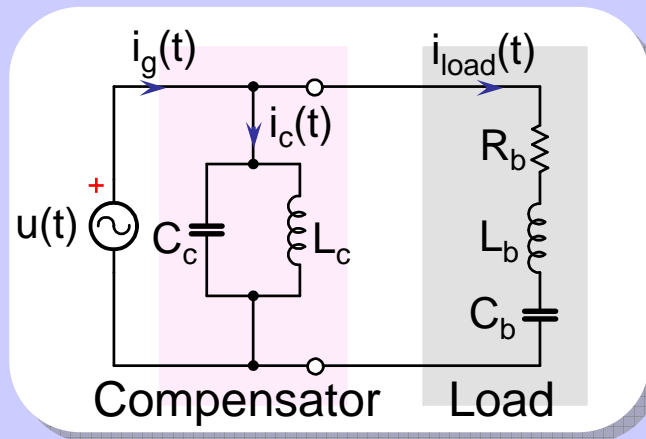 i_g(t)
i_load(t)
i_c(t)
R_b
+
u(t)
C_c
L_c
L_b
C_b
Compensator
Load